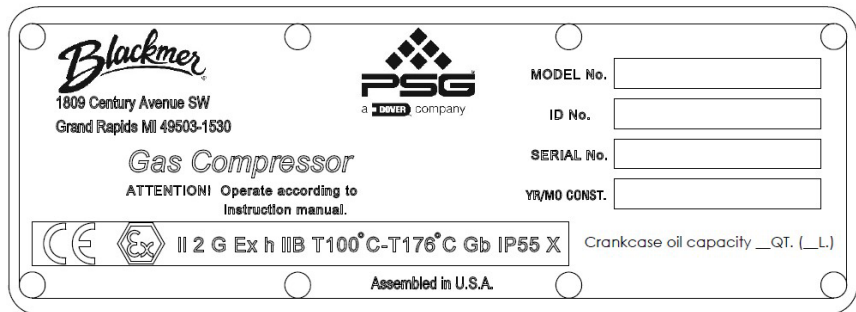 Blackmer
1809 Century Avenue SW
Grand Rapids MI 49503-1530
PSG
a DOVER company
Gas Compressor
ATTENTION! Operate according to
instruction manual.
MODEL No.
ID No.
SERIAL No.
YR/MO CONST.
CE Ex II 2 G Ex h IIB T100°C-T176°C Gb IP55 X
Crankcase oil capacity __QT. (__L.)
Assembled in U.S.A.